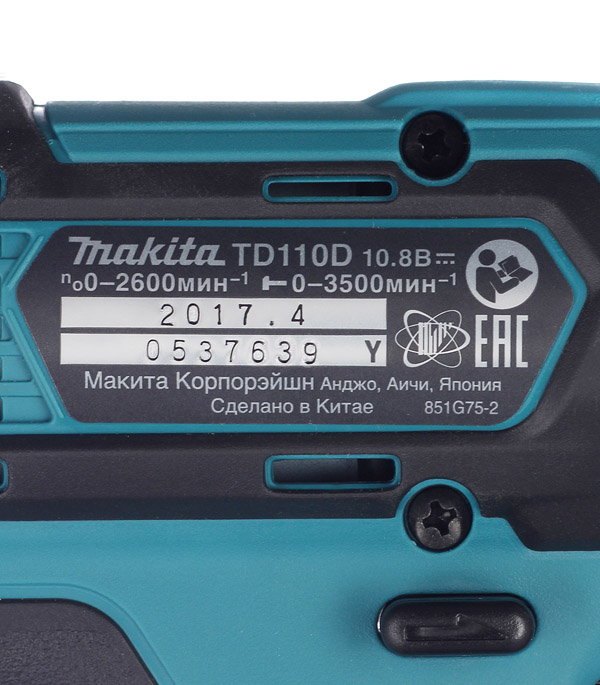 makita TD110D 10.8В⎓
n₀0–2600мин⁻¹ 0–3500мин⁻¹
2017.4
0537639 Y
EAC
Макита Корпорэйшн Анджо, Аичи, Япония
Сделано в Китае 851G75-2